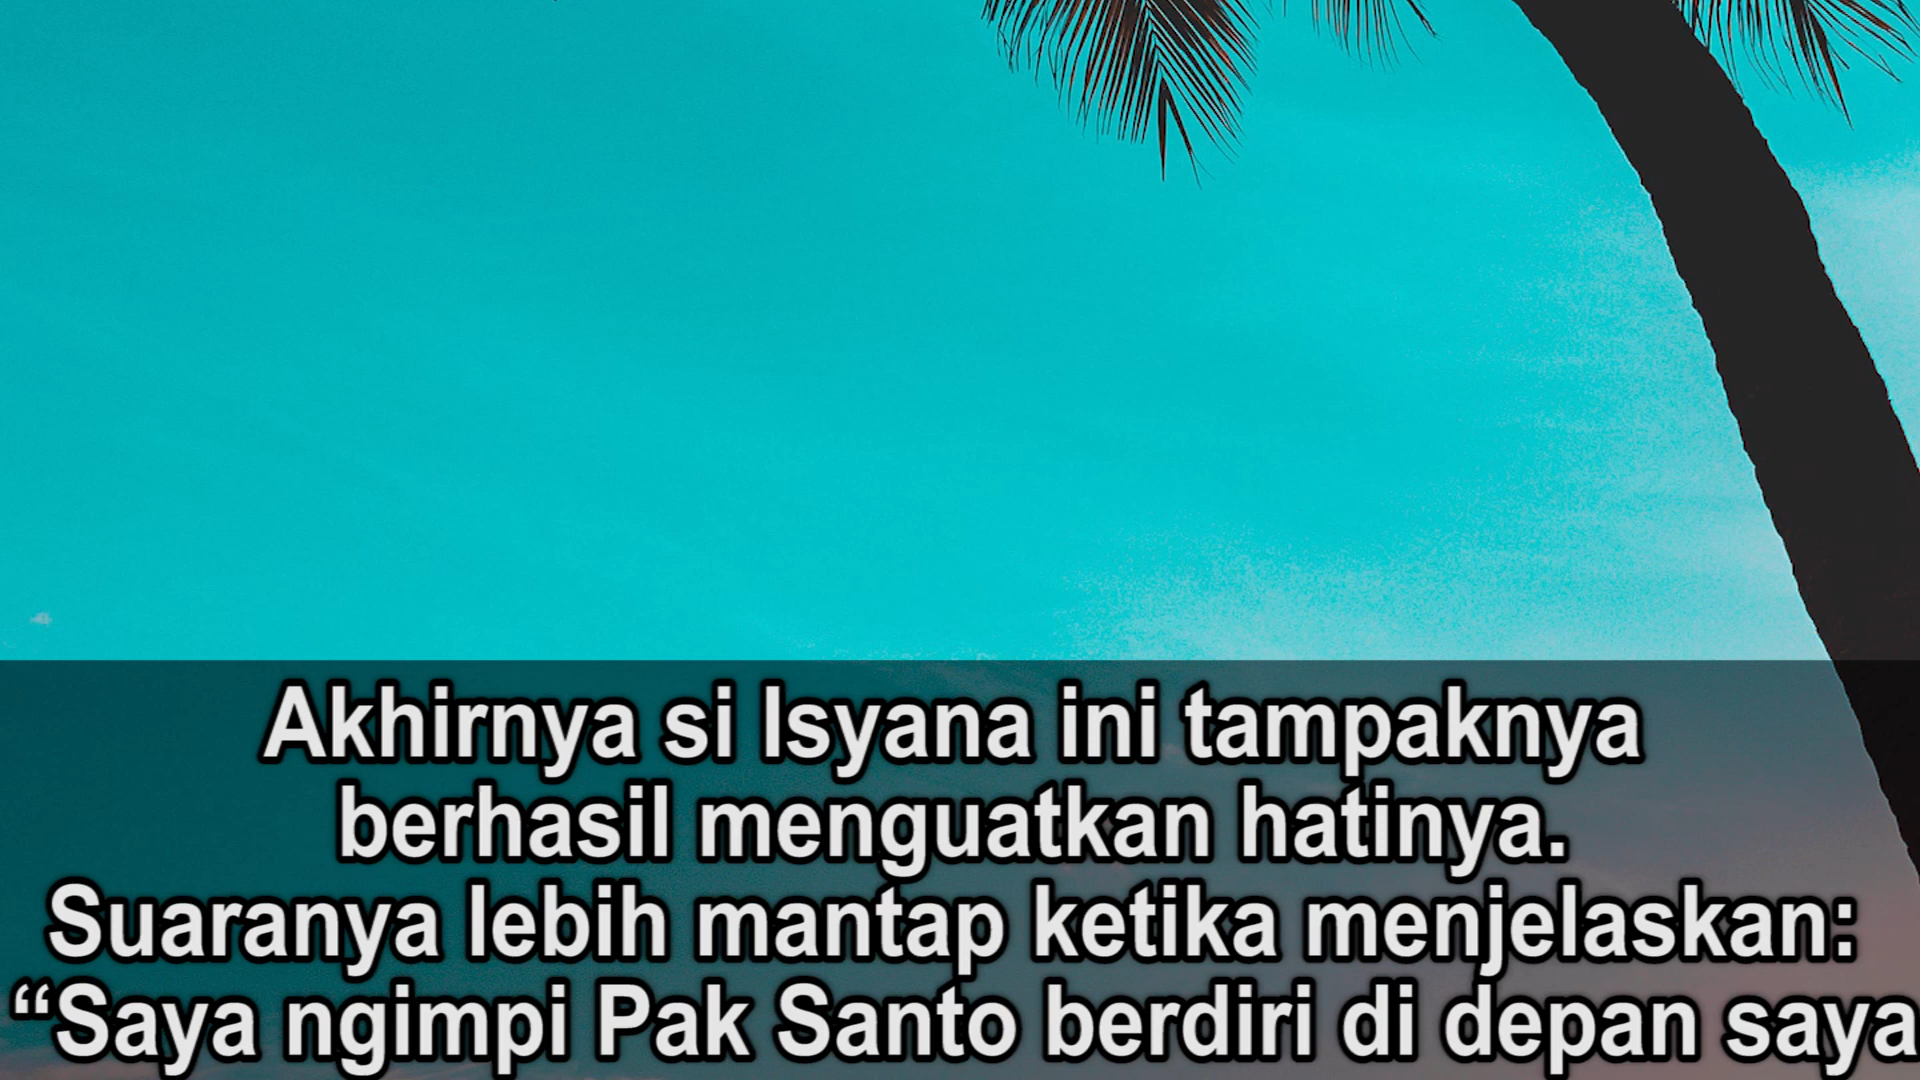 Akhirnya si Isyana ini tampaknya
berhasil menguatkan hatinya.
Suaranya lebih mantap ketika menjelaskan:
“Saya ngimpi Pak Santo berdiri di depan saya